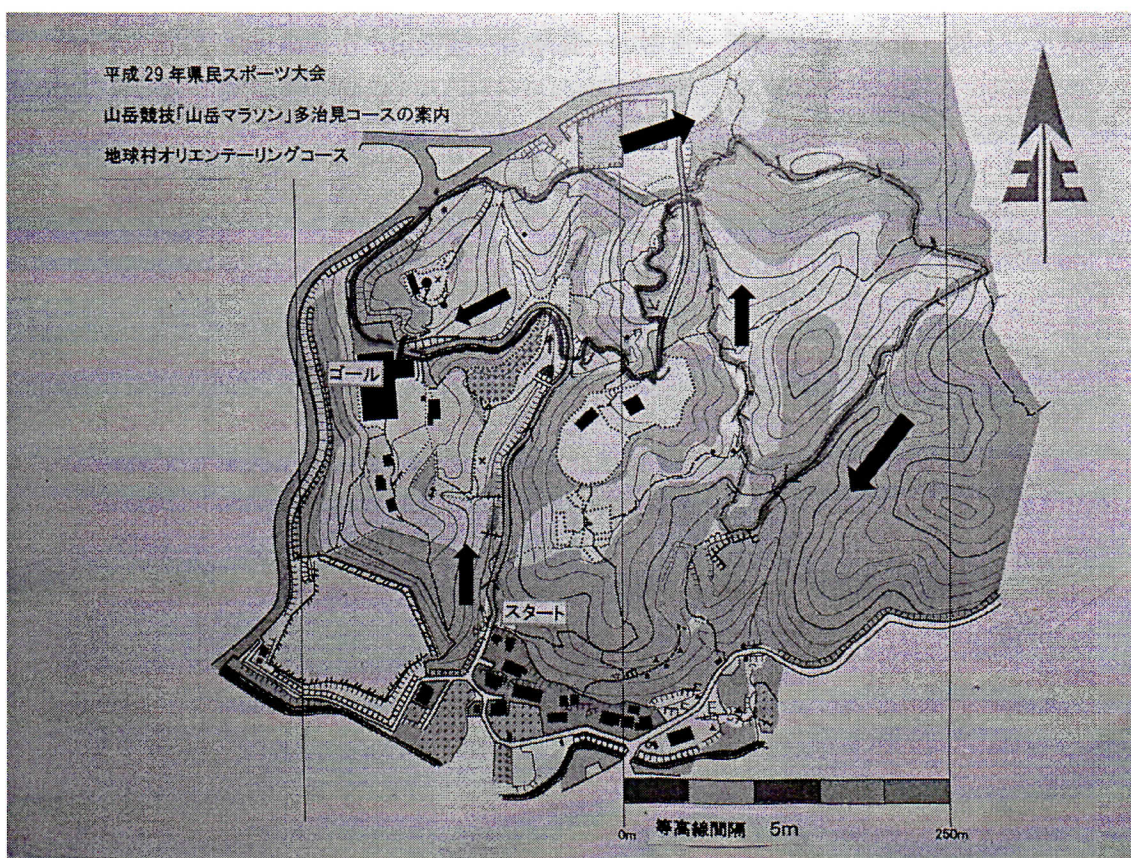 平成 29 年県民スポーツ大会
山岳競技「山岳マラソン」多治見コースの案内
地球村オリエンテーリングコース
北
ゴール
スタート
0m
等高線間隔 5m
250m